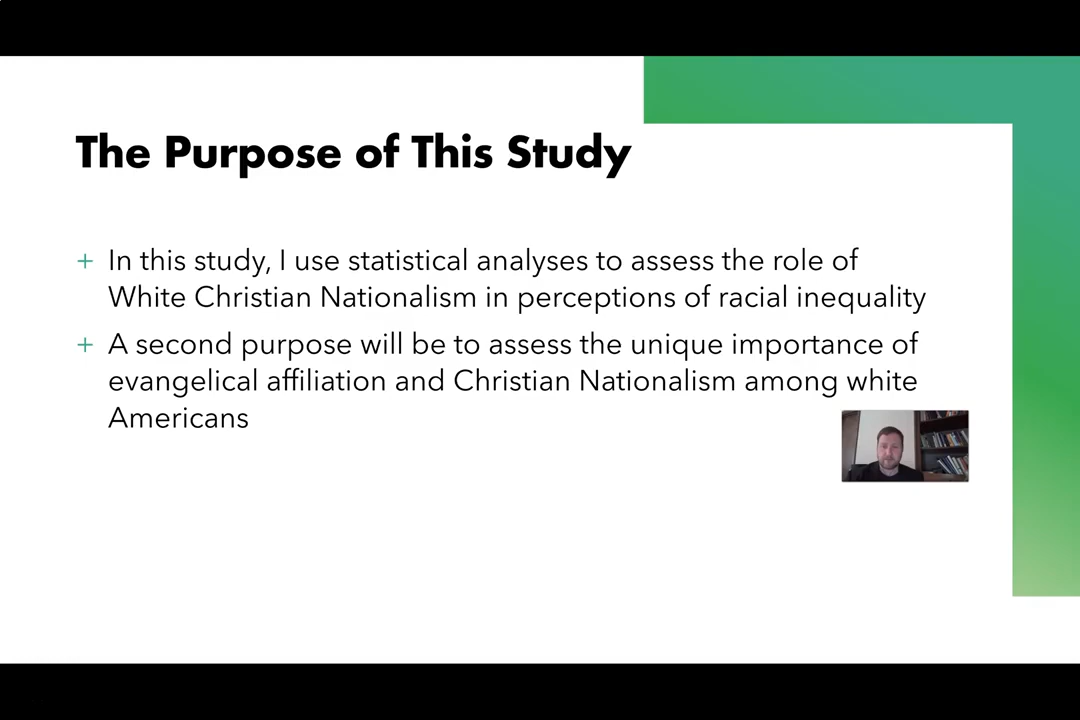 The Purpose of This Study
+ In this study, I use statistical analyses to assess the role of
White Christian Nationalism in perceptions of racial inequality
+ A second purpose will be to assess the unique importance of
evangelical affiliation and Christian Nationalism among white
Americans